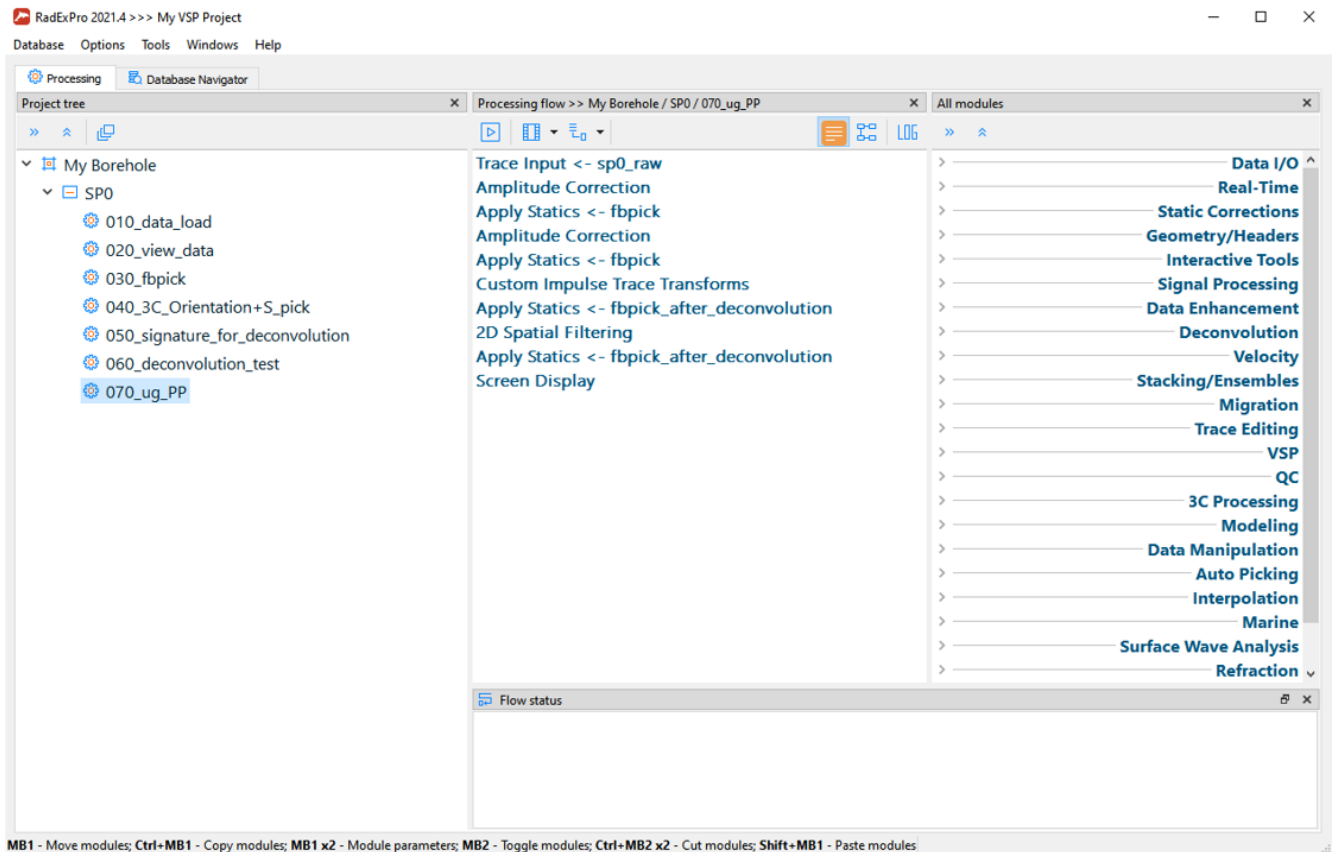 RadExPro 2021.4 >>> My VSP Project
Database Options Tools Windows Help
Processing Database Navigator
Project tree
My Borehole
SP0
010_data_load
020_view_data
030_fbpick
040_3C_Orientation+S_pick
050_signature_for_deconvolution
060_deconvolution_test
070_ug_PP
Processing flow >> My Borehole / SP0 / 070_ug_PP
LOG
Trace Input <- sp0_raw
Amplitude Correction
Apply Statics <- fbpick
Amplitude Correction
Apply Statics <- fbpick
Custom Impulse Trace Transforms
Apply Statics <- fbpick_after_deconvolution
2D Spatial Filtering
Apply Statics <- fbpick_after_deconvolution
Screen Display
All modules
Data I/O
Real-Time
Static Corrections
Geometry/Headers
Interactive Tools
Signal Processing
Data Enhancement
Deconvolution
Velocity
Stacking/Ensembles
Migration
Trace Editing
VSP
QC
3C Processing
Modeling
Data Manipulation
Auto Picking
Interpolation
Marine
Surface Wave Analysis
Refraction
Flow status
MB1 - Move modules; Ctrl+MB1 - Copy modules; MB1 x2 - Module parameters; MB2 - Toggle modules; Ctrl+MB2 x2 - Cut modules; Shift+MB1 - Paste modules